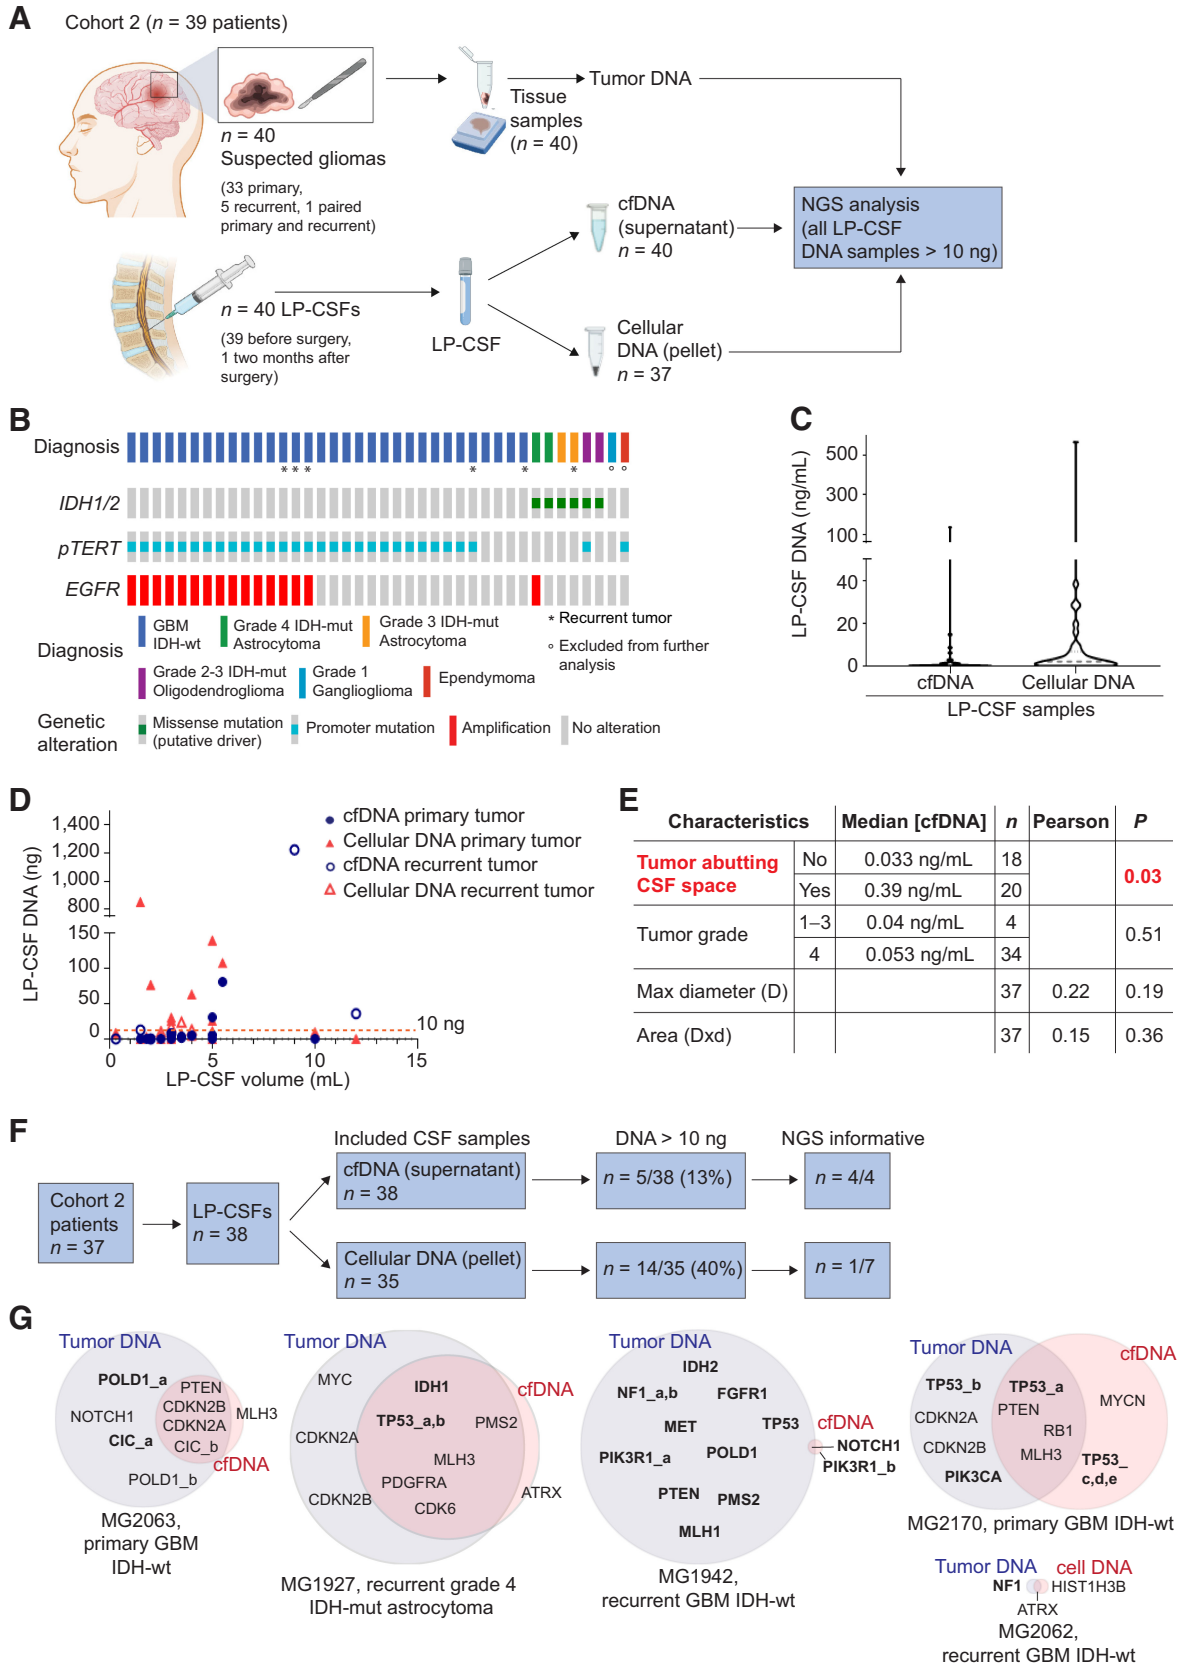 A
Cohort 2 (n = 39 patients)
n = 40
Suspected gliomas
(33 primary,
5 recurrent, 1 paired
primary and recurrent)
Tissue
samples
(n = 40)
Tumor DNA
n = 40 LP-CSFs
(39 before surgery,
1 two months after
surgery)
LP-CSF
cfDNA
(supernatant)
n = 40
Cellular
DNA (pellet)
n = 37
NGS analysis
(all LP-CSF
DNA samples > 10 ng)
B
Diagnosis
* * * * * * ° °
IDH1/2
pTERT
EGFR
Diagnosis
GBM
IDH-wt
Grade 4 IDH-mut
Astrocytoma
Grade 3 IDH-mut
Astrocytoma
* Recurrent tumor
° Excluded from further
analysis
Grade 2-3 IDH-mut
Oligodendroglioma
Grade 1
Ganglioglioma
Ependymoma
Genetic
alteration
Missense mutation
(putative driver)
Promoter mutation
Amplification
No alteration
C
LP-CSF DNA (ng/mL)
500
300
100
40
20
0
cfDNA
Cellular DNA
LP-CSF samples
D
LP-CSF DNA (ng)
1,400
1,200
1,000
800
150
100
50
0
0
5
10
15
LP-CSF volume (mL)
10 ng
cfDNA primary tumor
Cellular DNA primary tumor
cfDNA recurrent tumor
Cellular DNA recurrent tumor
E
Characteristics Median [cfDNA] n Pearson P
Tumor abutting
CSF space
No 0.033 ng/mL 18
Yes 0.39 ng/mL 20
0.03
Tumor grade
1–3 0.04 ng/mL 4
4 0.053 ng/mL 34
0.51
Max diameter (D) 37 0.22 0.19
Area (Dxd) 37 0.15 0.36
F
Included CSF samples
DNA > 10 ng
NGS informative
Cohort 2
patients
n = 37
LP-CSFs
n = 38
cfDNA (supernatant)
n = 38
n = 5/38 (13%)
n = 4/4
Cellular DNA (pellet)
n = 35
n = 14/35 (40%)
n = 1/7
G
Tumor DNA
POLD1_a
NOTCH1
CIC_a
POLD1_b
PTEN
CDKN2B
CDKN2A
CIC_b
MLH3
cfDNA
MG2063,
primary GBM
IDH-wt
Tumor DNA
MYC
CDKN2A
CDKN2B
IDH1
TP53_a,b
PMS2
MLH3
PDGFRA
CDK6
cfDNA
ATRX
MG1927, recurrent grade 4
IDH-mut astrocytoma
Tumor DNA
IDH2
NF1_a,b
FGFR1
MET
TP53
PIK3R1_a
POLD1
PTEN
PMS2
MLH1
cfDNA
NOTCH1
PIK3R1_b
MG1942,
recurrent GBM IDH-wt
Tumor DNA
cfDNA
TP53_b
CDKN2A
CDKN2B
PIK3CA
TP53_a
PTEN
RB1
MLH3
MYCN
TP53_
c,d,e
MG2170, primary GBM IDH-wt
Tumor DNA
cell DNA
NF1
HIST1H3B
ATRX
MG2062,
recurrent GBM IDH-wt